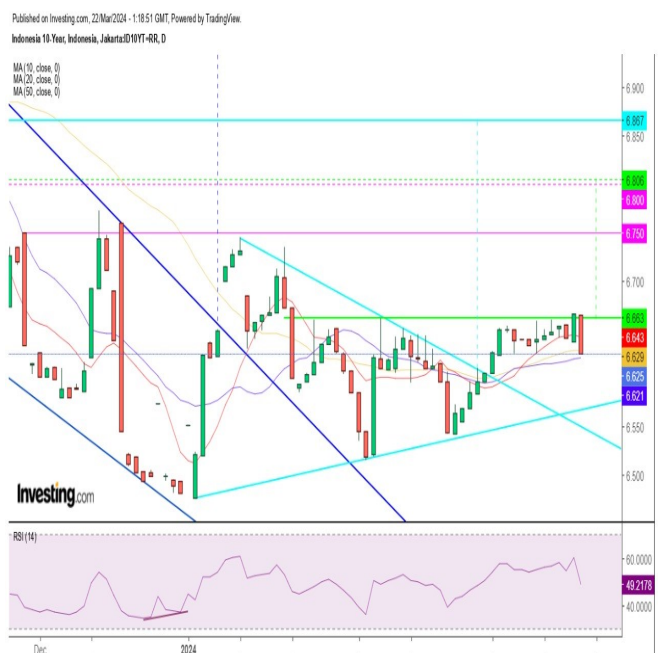 Published on Investing.com, 22/Mar/2024 - 1:18:51 GMT, Powered by TradingView.
Indonesia 10-Year, Indonesia, Jakarta:ID10YT=RR, D
MA (10, close, 0)
MA (20, close, 0)
MA (50, close, 0)
6.900
6.867
6.850
6.806
6.800
6.750
6.700
6.663
6.643
6.629
6.625
6.621
6.550
6.500
Investing.com
RSI (14)
60.0000
49.2178
40.0000
Dec
2024